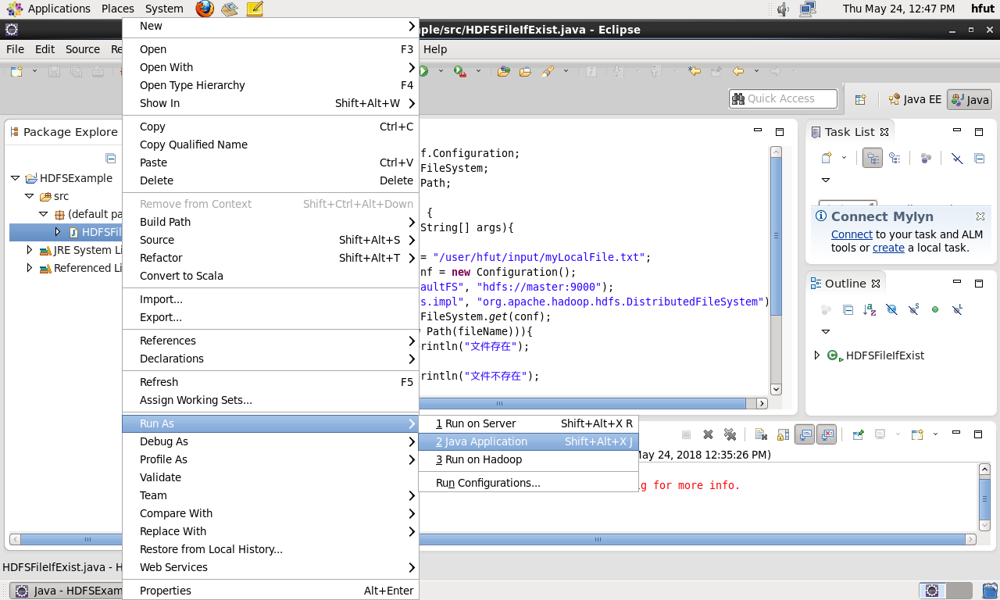 Applications Places System Thu May 24, 12:47 PM hfut
ple/src/HDFSFileIfExist.java - Eclipse
File Edit Source Re Help
Quick Access Java EE Java
Package Explorer
HDFSExample
src
(default pa
HDFSFil
JRE System Li
Referenced Li
New
Open F3
Open With
Open Type Hierarchy F4
Show In Shift+Alt+W
Copy Ctrl+C
Copy Qualified Name
Paste Ctrl+V
Delete Delete
Remove from Context Shift+Ctrl+Alt+Down
Build Path
Source Shift+Alt+S
Refactor Shift+Alt+T
Convert to Scala
Import...
Export...
References
Declarations
Refresh F5
Assign Working Sets...
Run As
Debug As
Profile As
Validate
Team
Compare With
Replace With
Restore from Local History...
Web Services
Properties Alt+Enter
1 Run on Server Shift+Alt+X R
2 Java Application Shift+Alt+X J
3 Run on Hadoop
Run Configurations...
f.Configuration;
FileSystem;
Path;
{
String[] args){
= "/user/hfut/input/myLocalFile.txt";
nf = new Configuration();
aultFS", "hdfs://master:9000");
s.impl", "org.apache.hadoop.hdfs.DistributedFileSystem")
FileSystem.get(conf);
Path(fileName))){
rintln("文件存在");
rintln("文件不存在");
Task List
Connect Mylyn
Connect to your task and ALM
tools or create a local task.
Outline
HDFSFileIfExist
May 24, 2018 12:35:26 PM)
g for more info.
HDFSFileIfExist.java - H
Java - HDFSExam